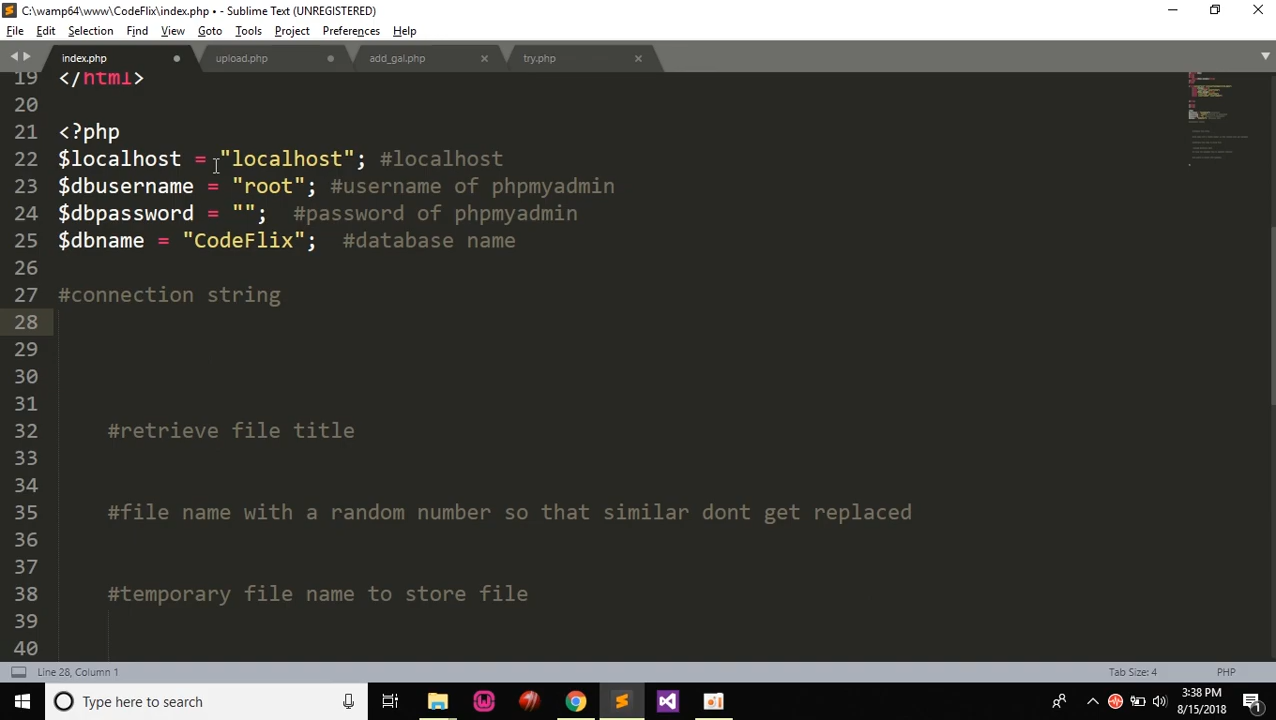 C:\wamp64\www\CodeFlix\index.php • - Sublime Text (UNREGISTERED)
File Edit Selection Find View Goto Tools Project Preferences Help
index.php upload.php add_gal.php try.php
19 </html>
20
21 <?php
22 $localhost = "localhost"; #localhost
23 $dbusername = "root"; #username of phpmyadmin
24 $dbpassword = ""; #password of phpmyadmin
25 $dbname = "CodeFlix"; #database name
26
27 #connection string
28
29
30
31
32 #retrieve file title
33
34
35 #file name with a random number so that similar dont get replaced
36
37
38 #temporary file name to store file
39
40
Line 28, Column 1 Tab Size: 4 PHP
Type here to search 3:38 PM
8/15/2018